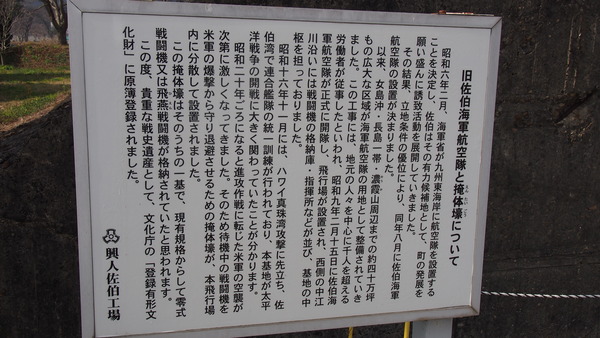 旧佐伯海軍航空隊と掩体壕について
昭和六年二月、海軍省が九州東海岸に航空隊を設置する
ことを決定し、佐伯はその有力候補地として、町の発展を
願い盛んに誘致活動を展開していきました。
その結果、立地条件の優位により、同年八月に佐伯海軍
航空隊の設置が決まりました。
以来、女島沖・長島一帯・濃霞山周辺までの約四十万坪
もの広大な区域が海軍航空隊の用地として整備されていき
ました。この工事には、地元の人々を中心に千人を超える
労働者が従事したといわれ、昭和九年二月十五日に佐伯海
軍航空隊が正式に開隊し、飛行場が設置され、西側の中江
川沿いには戦闘機の格納庫・指揮所などが並び、基地の中
枢を担っておりました。
昭和十六年十一月には、ハワイ真珠湾攻撃に先立ち、佐
伯湾で連合艦隊の統一訓練が行われており、本基地が太平
洋戦争の開戦に大きく関わっていたことが分かります。
昭和二十年ごろになると進攻作戦に転じた米軍の空襲が
次第に激しくなってきました。そのため待機中の戦闘機を
米軍の爆撃から守り退避させるための掩体壕が、本飛行場
内に分散して設置されました。
この掩体壕はそのうちの一基で、現有規格からして零式
戦闘機又は飛燕戦闘機が格納されていたと思われます。
この度、貴重な戦史遺産として、文化庁の「登録有形文
化財」に原簿登録されました。
興人佐伯工場